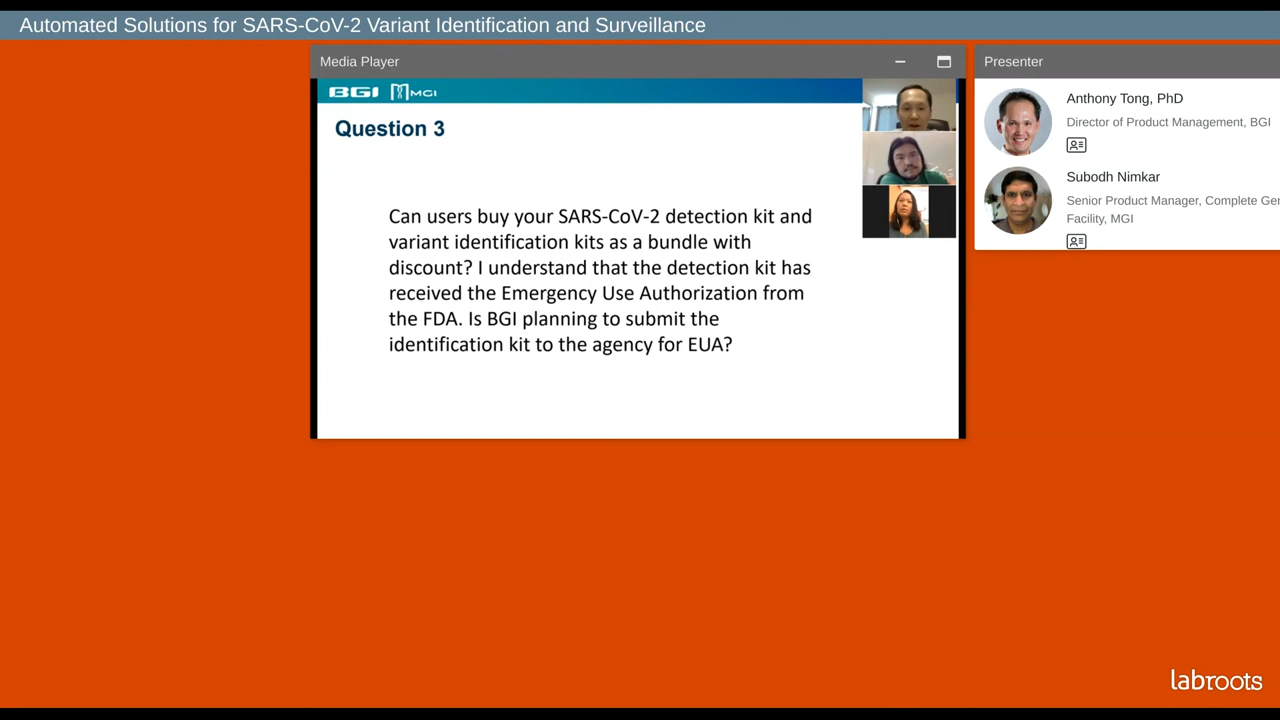 Automated Solutions for SARS-CoV-2 Variant Identification and Surveillance
Media Player
BGI MGI
Question 3
Can users buy your SARS-CoV-2 detection kit and
variant identification kits as a bundle with
discount? I understand that the detection kit has
received the Emergency Use Authorization from
the FDA. Is BGI planning to submit the
identification kit to the agency for EUA?
Presenter
Anthony Tong, PhD
Director of Product Management, BGI
Subodh Nimkar
Senior Product Manager, Complete Ger
Facility, MGI
labroots